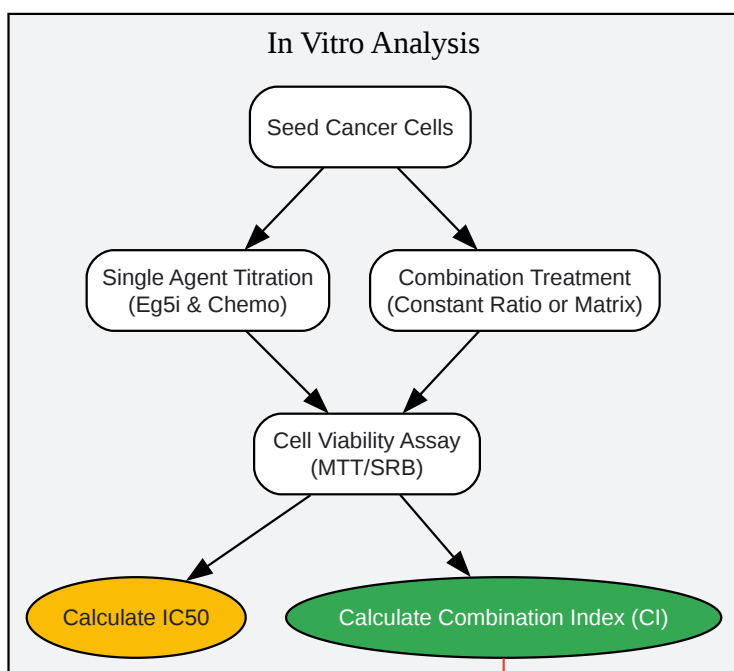 In Vitro Analysis
Seed Cancer Cells
Single Agent Titration
(Eg5i & Chemo)
Combination Treatment
(Constant Ratio or Matrix)
Cell Viability Assay
(MTT/SRB)
Calculate IC50
Calculate Combination Index (CI)